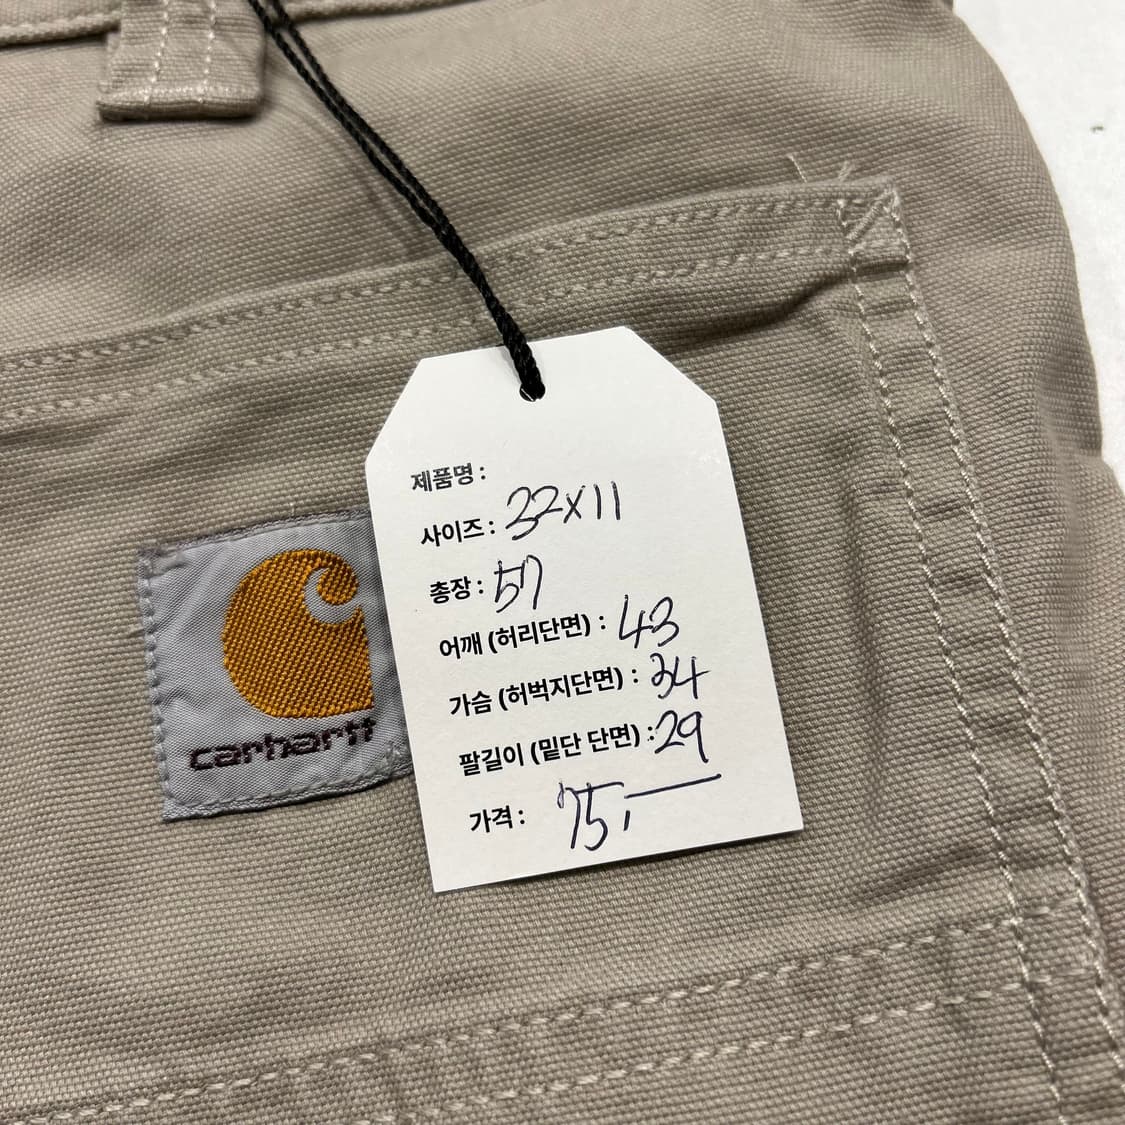 제품명 :
사이즈 : 32x11
총장 : 57
어깨 (허리단면) : 43
가슴 (허벅지단면) : 34
팔길이 (밑단 단면) : 29
가격 : 75,—
carhartt